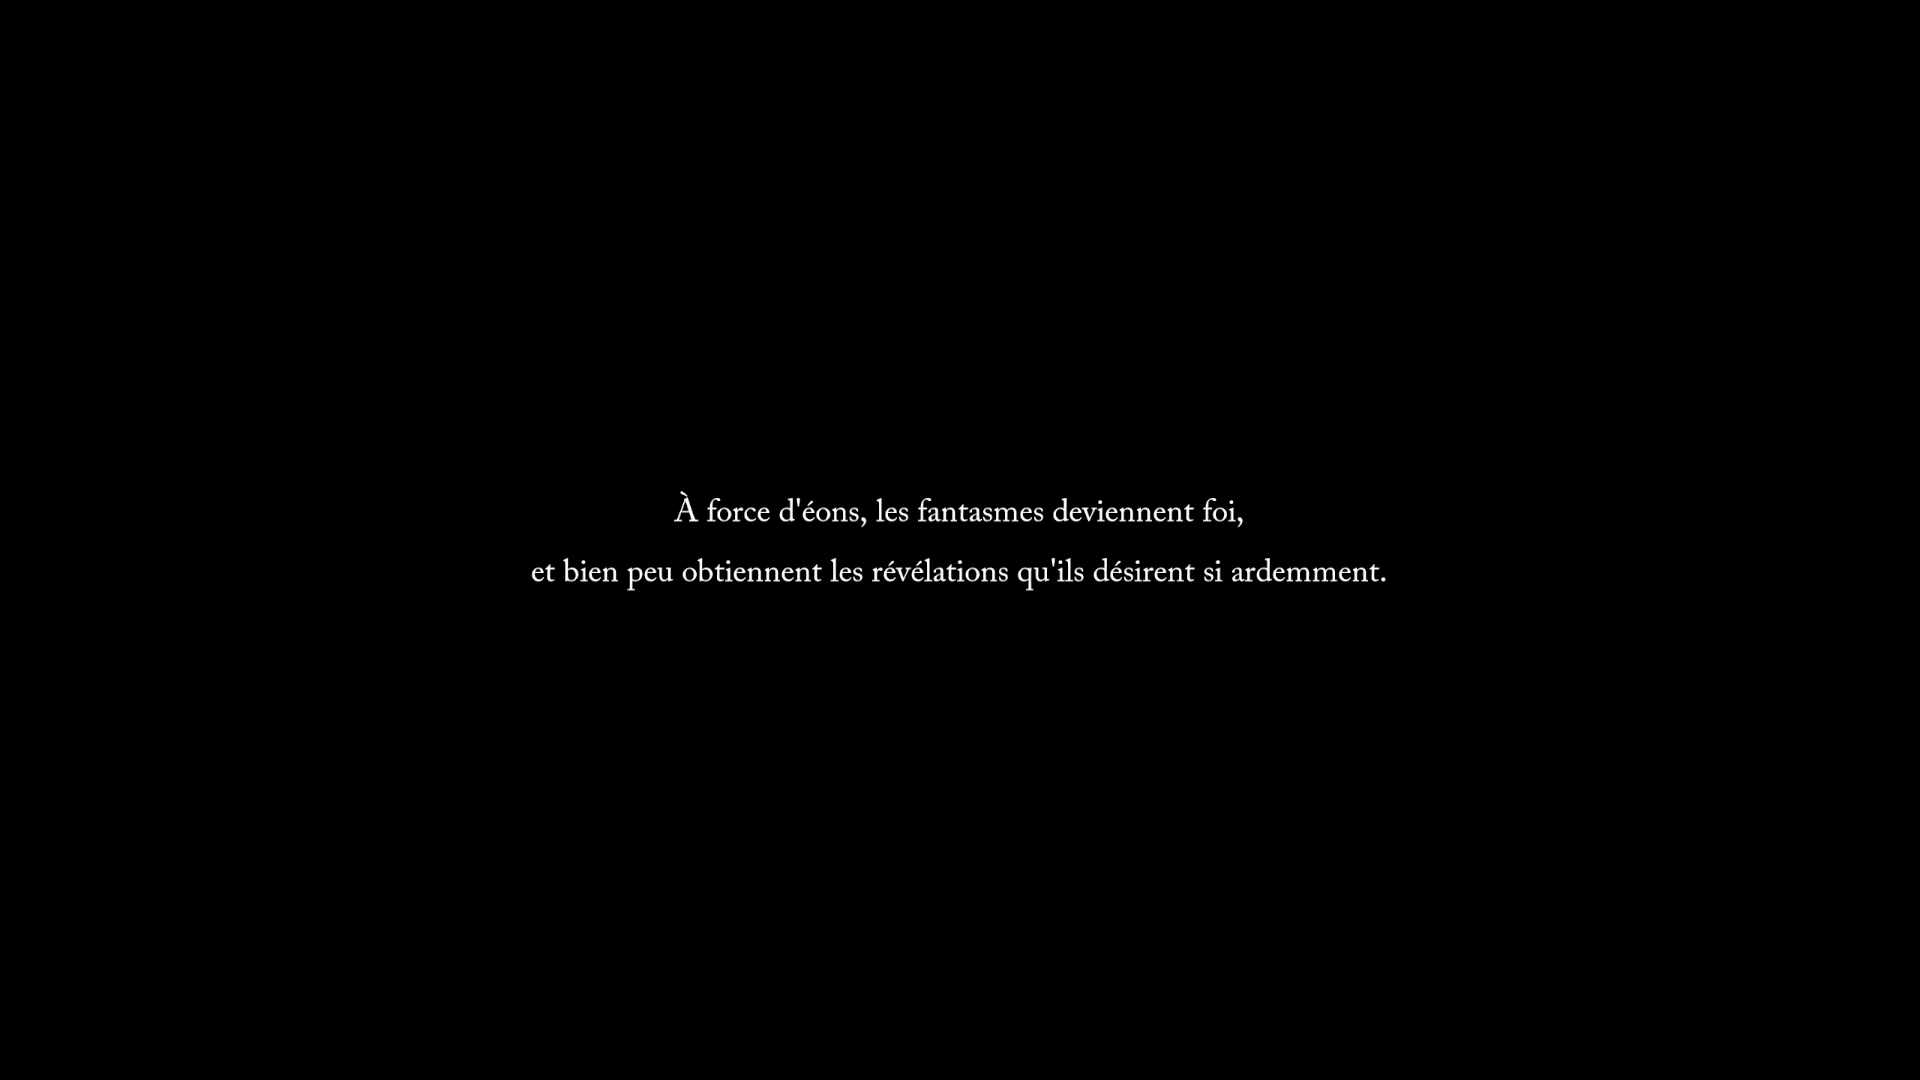 À force d'éons, les fantasmes deviennent foi,
et bien peu obtiennent les révélations qu'ils désirent si ardemment.